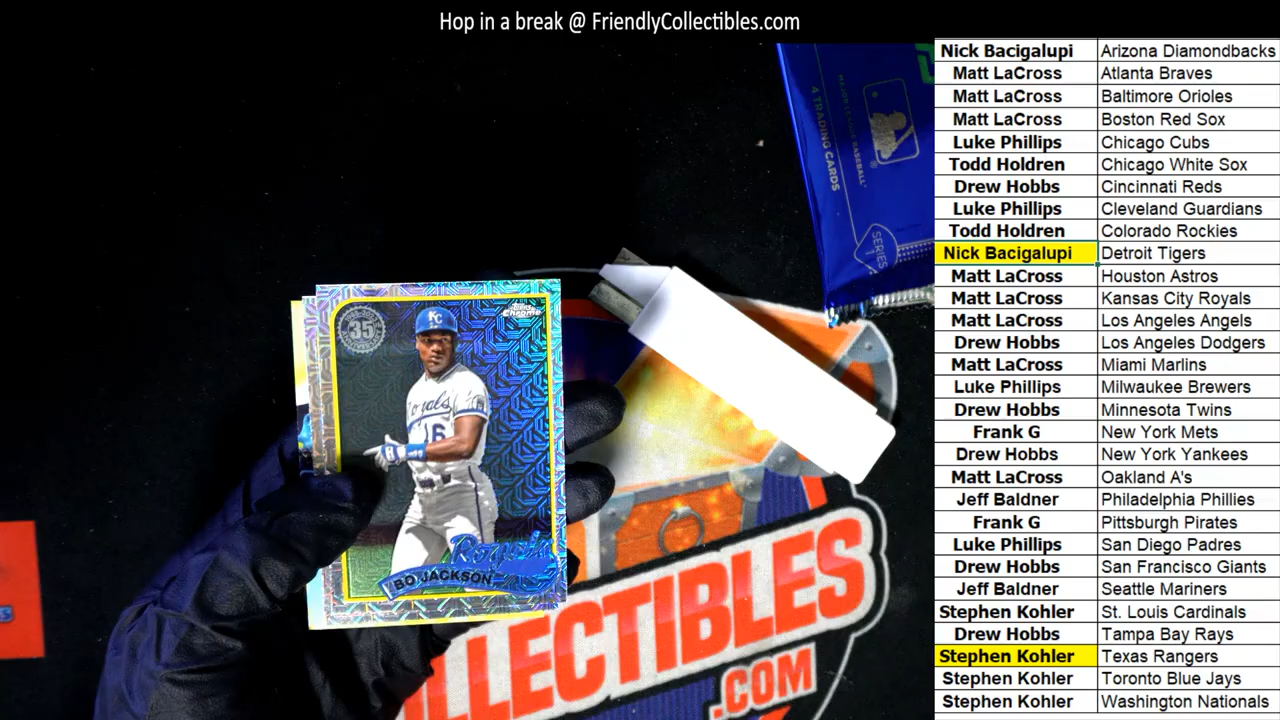 Hop in a break @ FriendlyCollectibles.com
Nick Bacigalupi Arizona Diamondbacks
Matt LaCross Atlanta Braves
Matt LaCross Baltimore Orioles
Matt LaCross Boston Red Sox
Luke Phillips Chicago Cubs
Todd Holdren Chicago White Sox
Drew Hobbs Cincinnati Reds
Luke Phillips Cleveland Guardians
Todd Holdren Colorado Rockies
Nick Bacigalupi Detroit Tigers
Matt LaCross Houston Astros
Matt LaCross Kansas City Royals
Matt LaCross Los Angeles Angels
Drew Hobbs Los Angeles Dodgers
Matt LaCross Miami Marlins
Luke Phillips Milwaukee Brewers
Drew Hobbs Minnesota Twins
Frank G New York Mets
Drew Hobbs New York Yankees
Matt LaCross Oakland A's
Jeff Baldner Philadelphia Phillies
Frank G Pittsburgh Pirates
Luke Phillips San Diego Padres
Drew Hobbs San Francisco Giants
Jeff Baldner Seattle Mariners
Stephen Kohler St. Louis Cardinals
Drew Hobbs Tampa Bay Rays
Stephen Kohler Texas Rangers
Stephen Kohler Toronto Blue Jays
Stephen Kohler Washington Nationals
MAJOR LEAGUE BASEBALL
4 TRADING CARDS
SERIES
35
Topps
Chrome
KC
Royals
16
Royals
BO JACKSON
LLECTIBLES
.COM